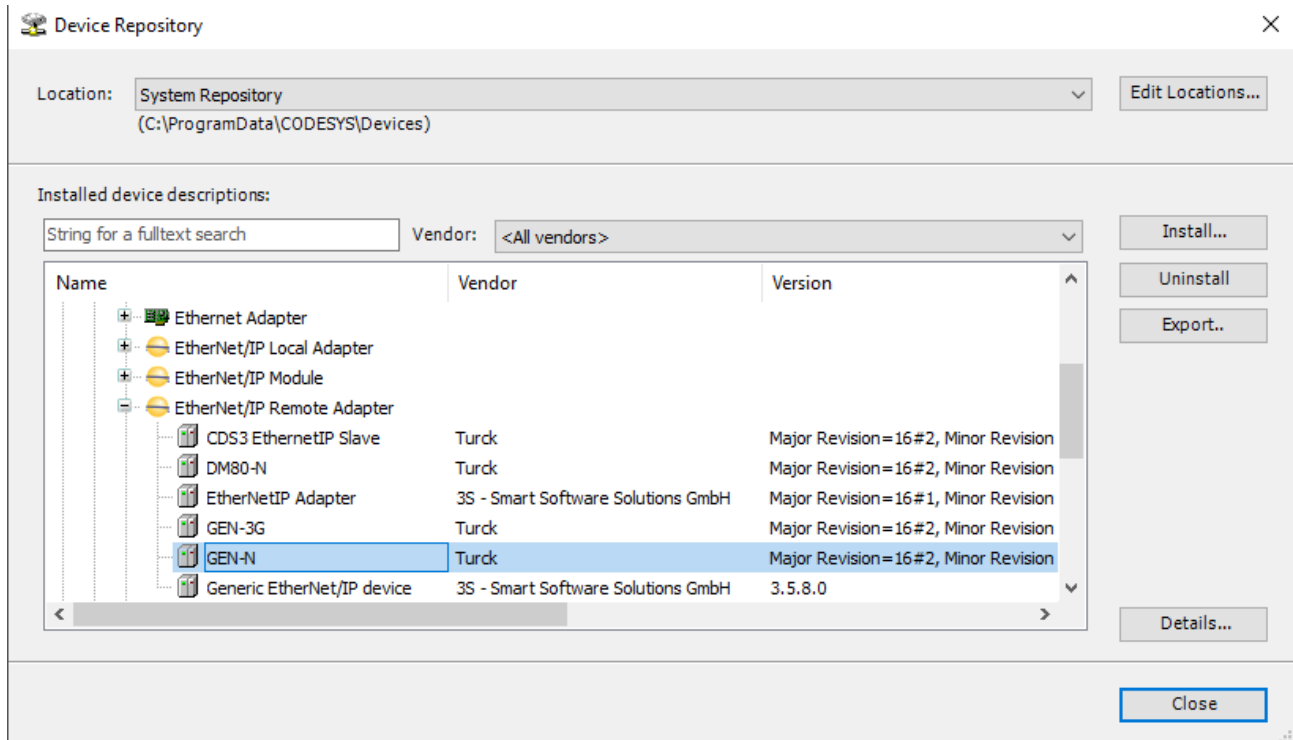 Device Repository
Location: System Repository Edit Locations...
(C:\ProgramData\CODESYS\Devices)
Installed device descriptions:
String for a fulltext search Vendor: <All vendors> Install...
Name Vendor Version Uninstall
Ethernet Adapter Export..
EtherNet/IP Local Adapter
EtherNet/IP Module
EtherNet/IP Remote Adapter
CDS3 EthernetIP Slave Turck Major Revision=16#2, Minor Revision
DM80-N Turck Major Revision=16#2, Minor Revision
EtherNetIP Adapter 3S - Smart Software Solutions GmbH Major Revision=16#1, Minor Revision
GEN-3G Turck Major Revision=16#2, Minor Revision
GEN-N Turck Major Revision=16#2, Minor Revision
Generic EtherNet/IP device 3S - Smart Software Solutions GmbH 3.5.8.0
Details...
Close